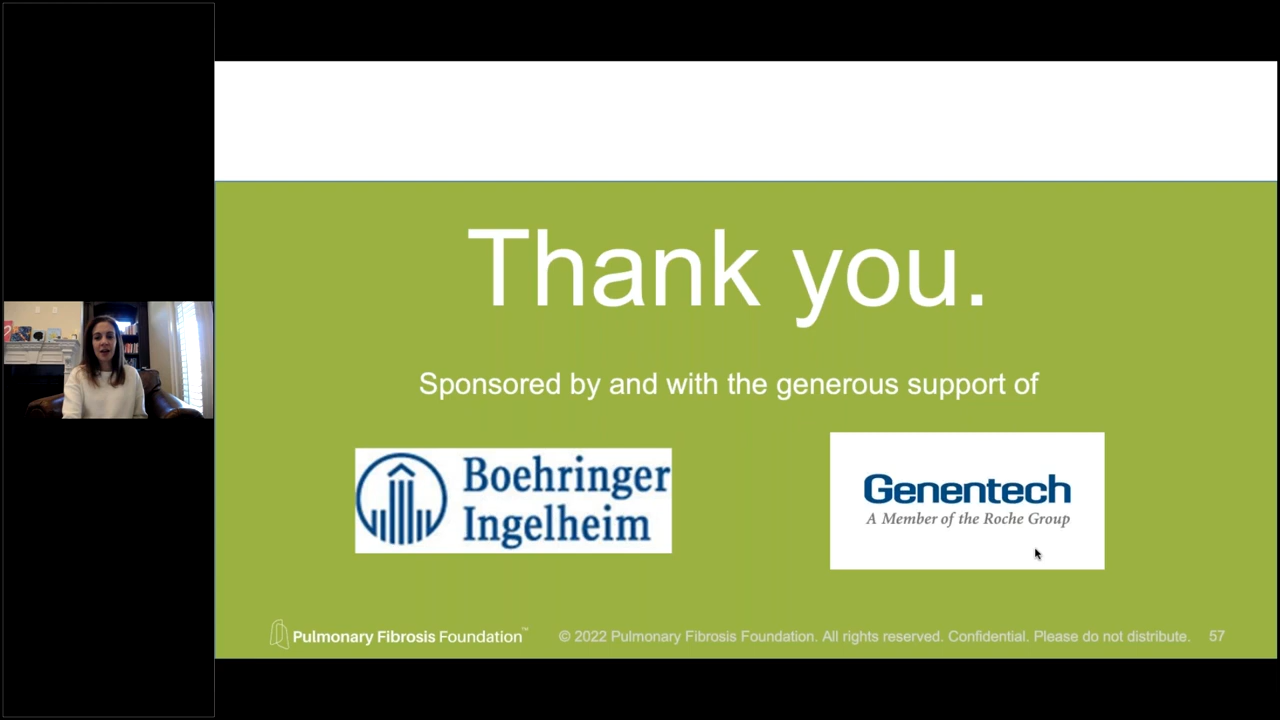 Thank you.
Sponsored by and with the generous support of
Boehringer
Ingelheim
Genentech
A Member of the Roche Group
Pulmonary Fibrosis Foundation™
© 2022 Pulmonary Fibrosis Foundation. All rights reserved. Confidential. Please do not distribute. 57